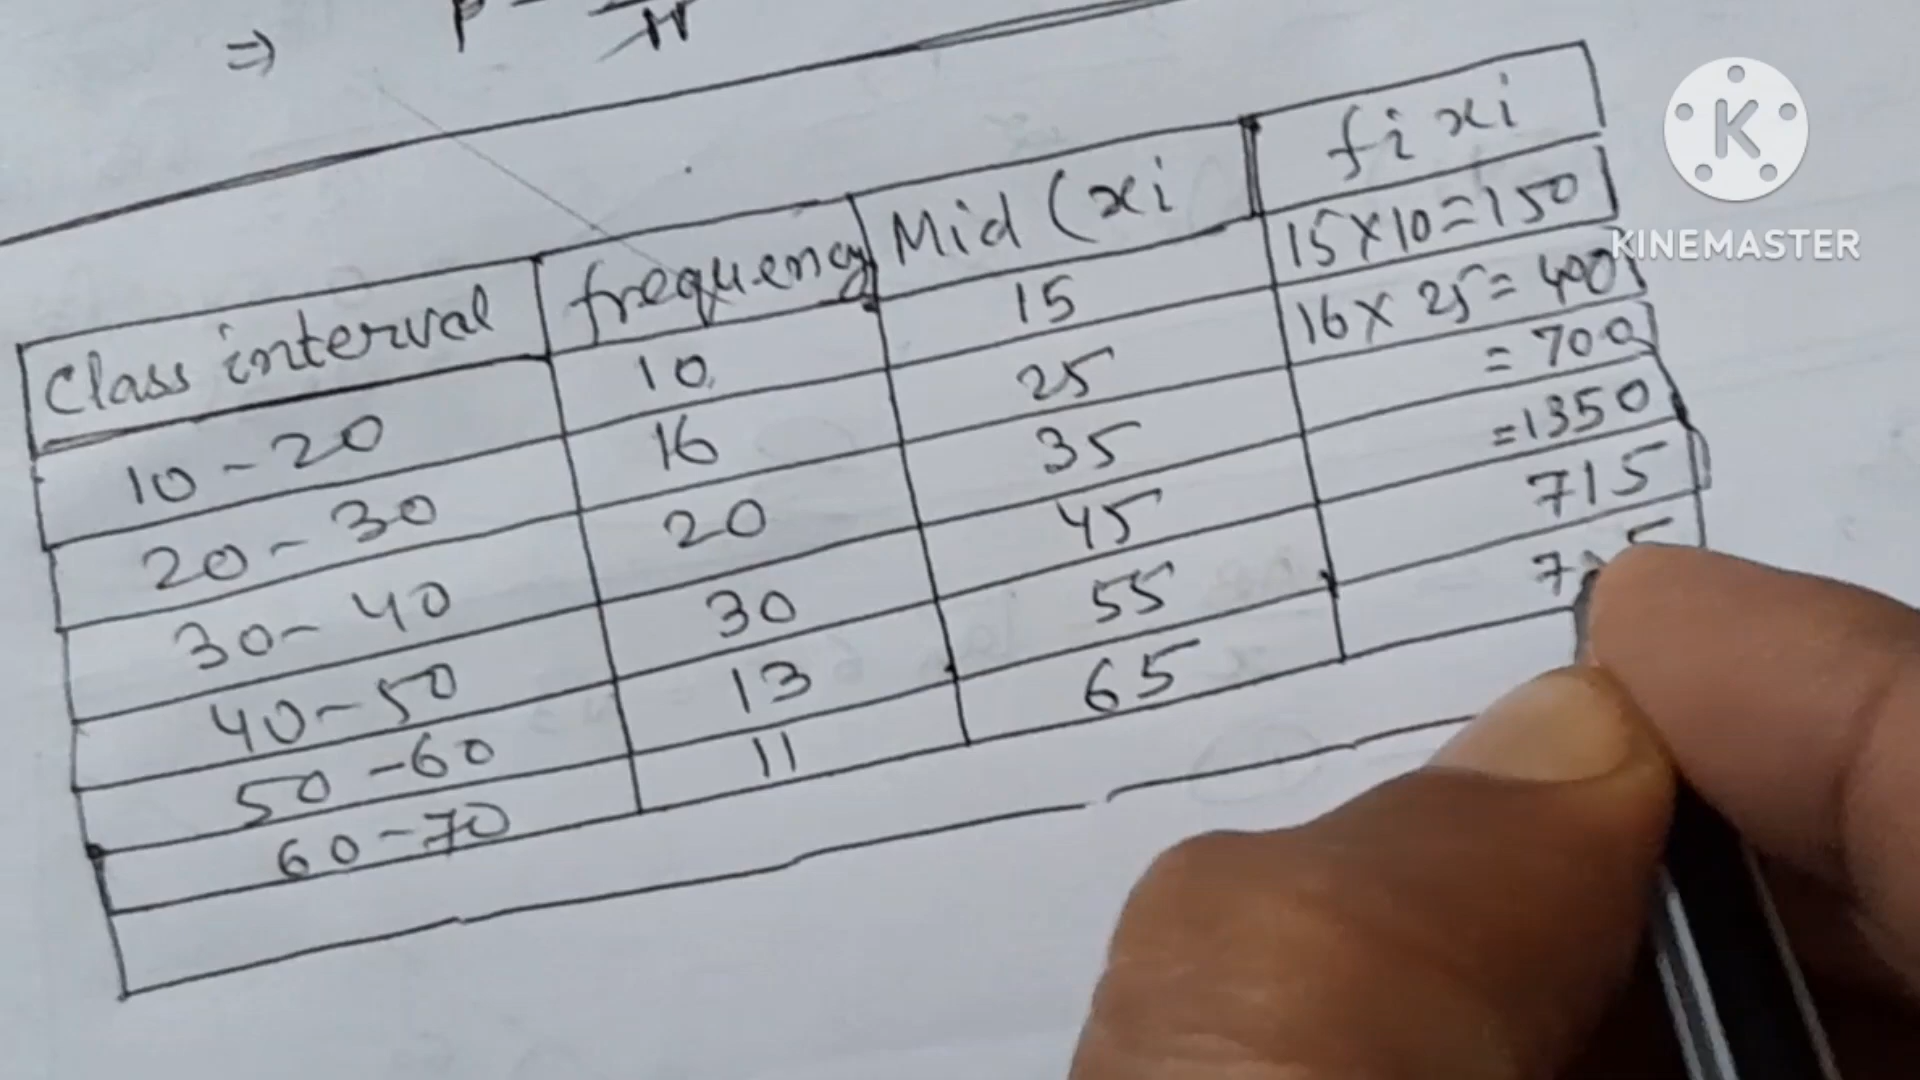 ⇒ P
Class interval frequency Mid (xi fixi
10-20 10 15 15×10=150
20-30 16 25 16×25=400
30-40 20 35 =700
40-50 30 45 =1350
50-60 13 55 715
60-70 11 65
K
KINEMASTER